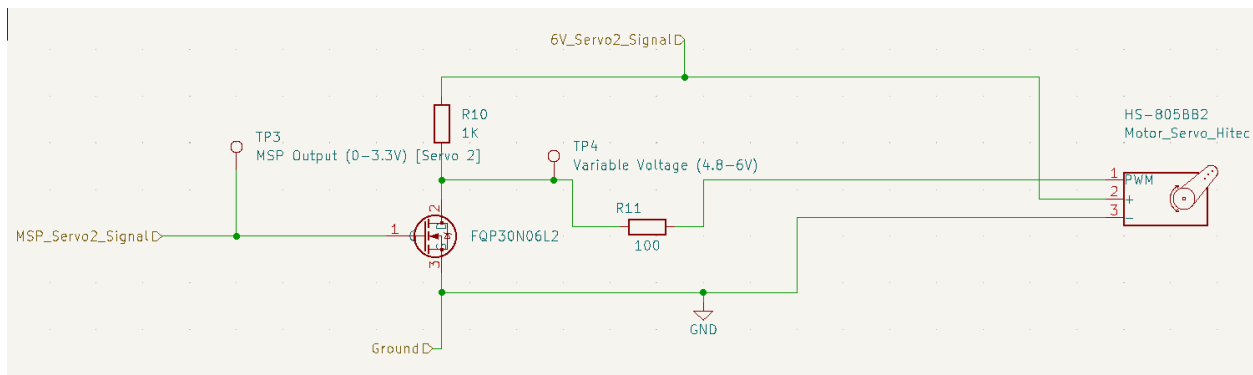 6V_Servo2_Signal
R10
1K
HS-805BB2
Motor_Servo_Hitec
TP3
MSP Output (0-3.3V) [Servo 2]
TP4
Variable Voltage (4.8-6V)
1
PWM
2
+
3
-
R11
100
MSP_Servo2_Signal
1
G
2
D
S
3
FQP30N06L2
GND
Ground